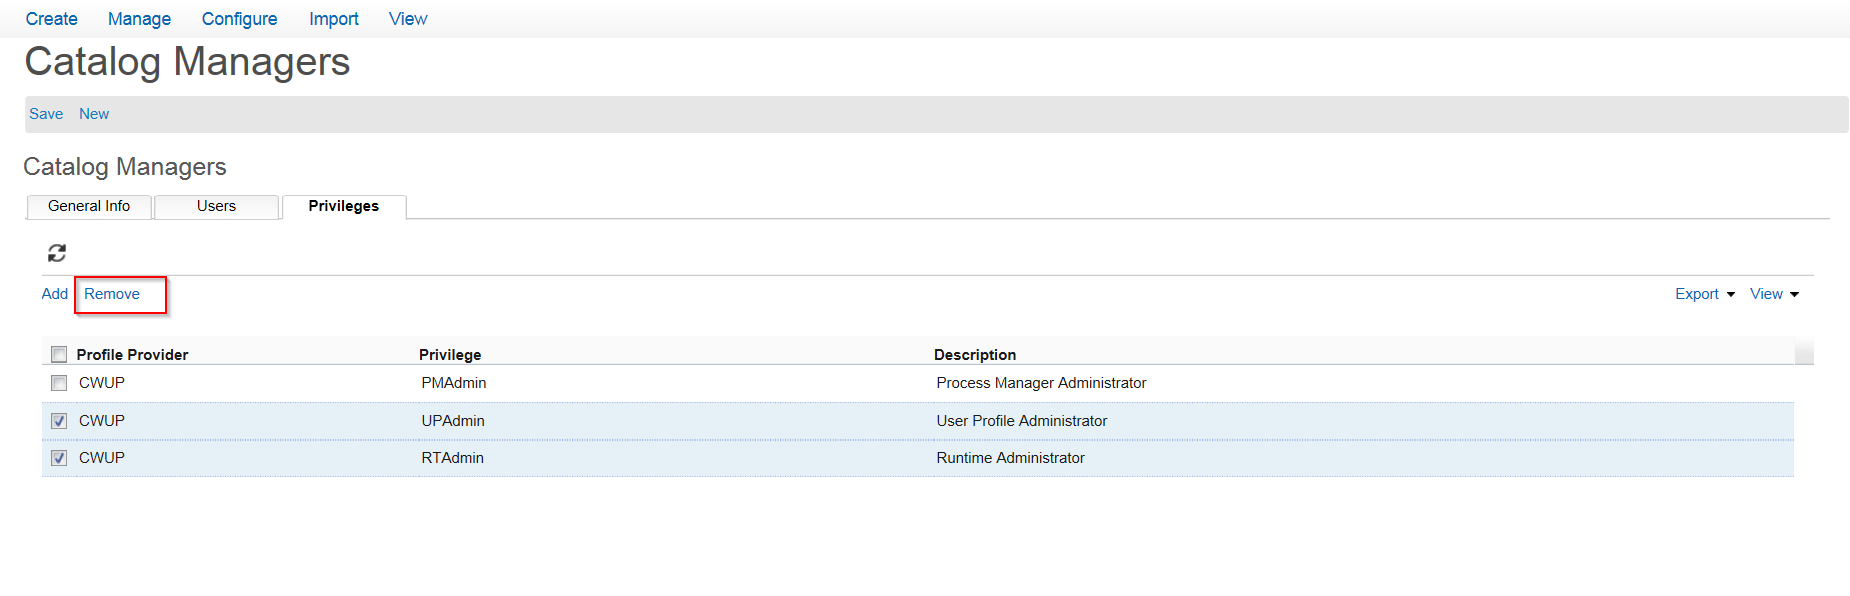 Create Manage Configure Import View
Catalog Managers
Save New
Catalog Managers
General Info Users Privileges
Add Remove Export View
Profile Provider Privilege Description
CWUP PMAdmin Process Manager Administrator
CWUP UPAdmin User Profile Administrator
CWUP RTAdmin Runtime Administrator